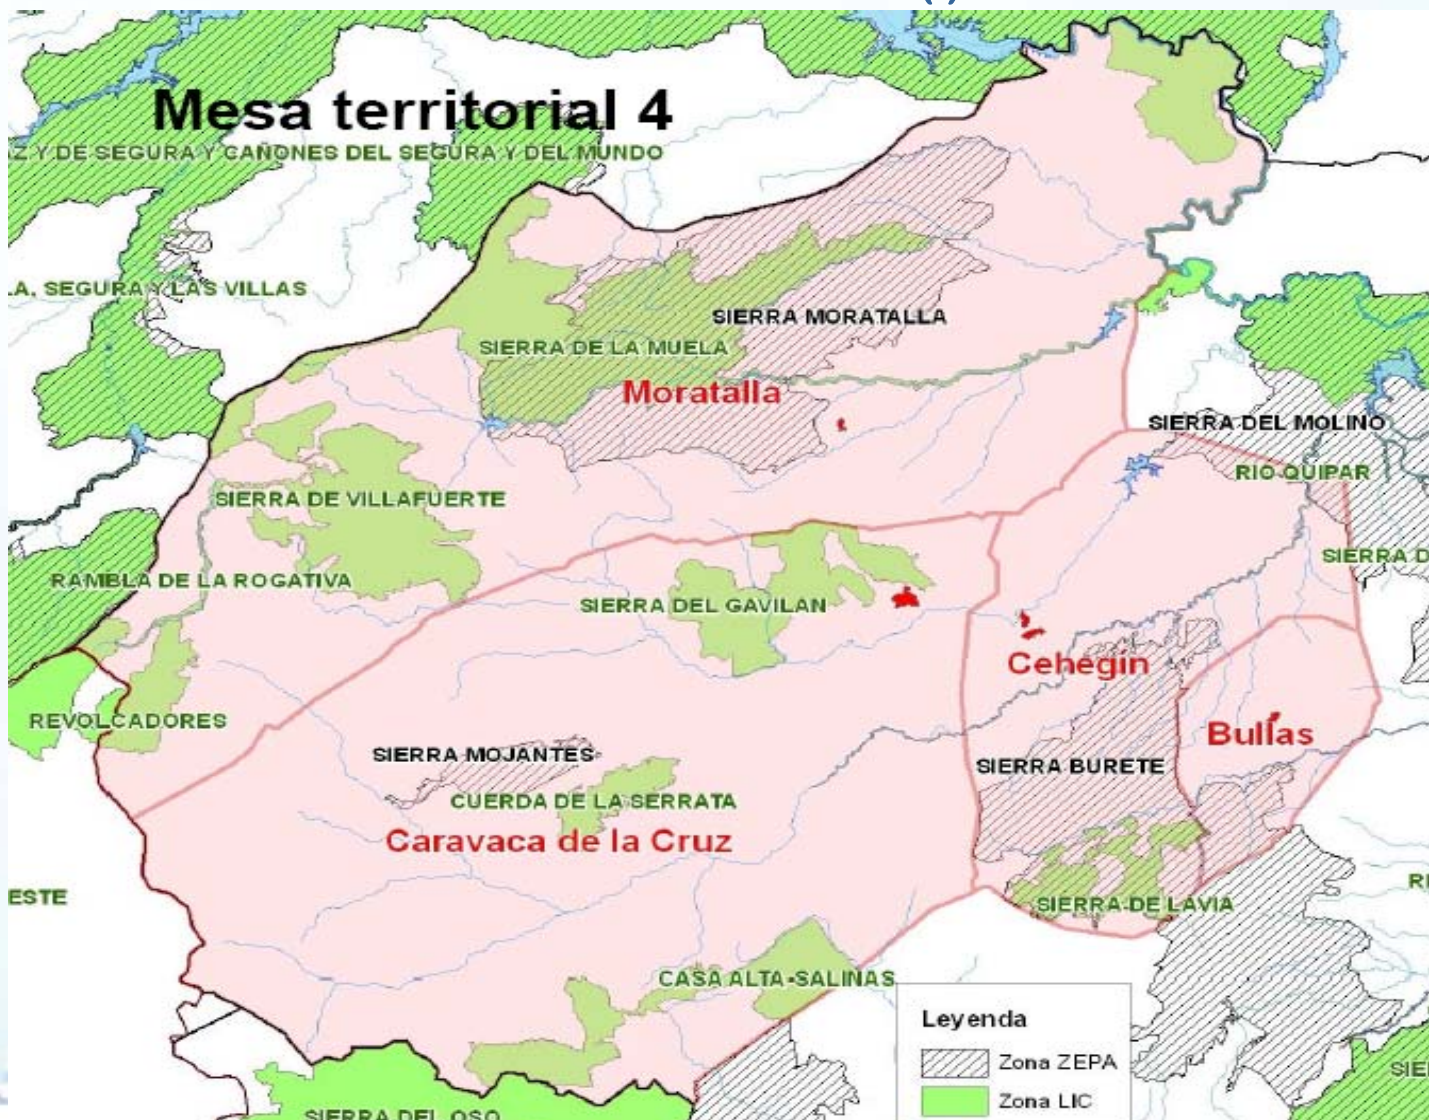 Mesa territorial 4
Z Y DE SEGURA Y CAÑONES DEL SEGURA Y DEL MUNDO
A. SEGURA Y LAS VILLAS
SIERRA MORATALLA
SIERRA DE LA MUELA
Moratalla
SIERRA DEL MOLINO
RIO QUIPAR
SIERRA DE VILLAFUERTE
SIERRA D
RAMBLA DE LA ROGATIVA
SIERRA DEL GAVILAN
Cehegín
REVOLCADORES
Bullas
SIERRA MOJANTES
SIERRA BURETE
CUERDA DE LA SERRATA
Caravaca de la Cruz
ESTE
SIERRA DE LAVIA
CASA ALTA-SALINAS
Leyenda
Zona ZEPA
Zona LIC
SIE
SIERRA DEL OSO